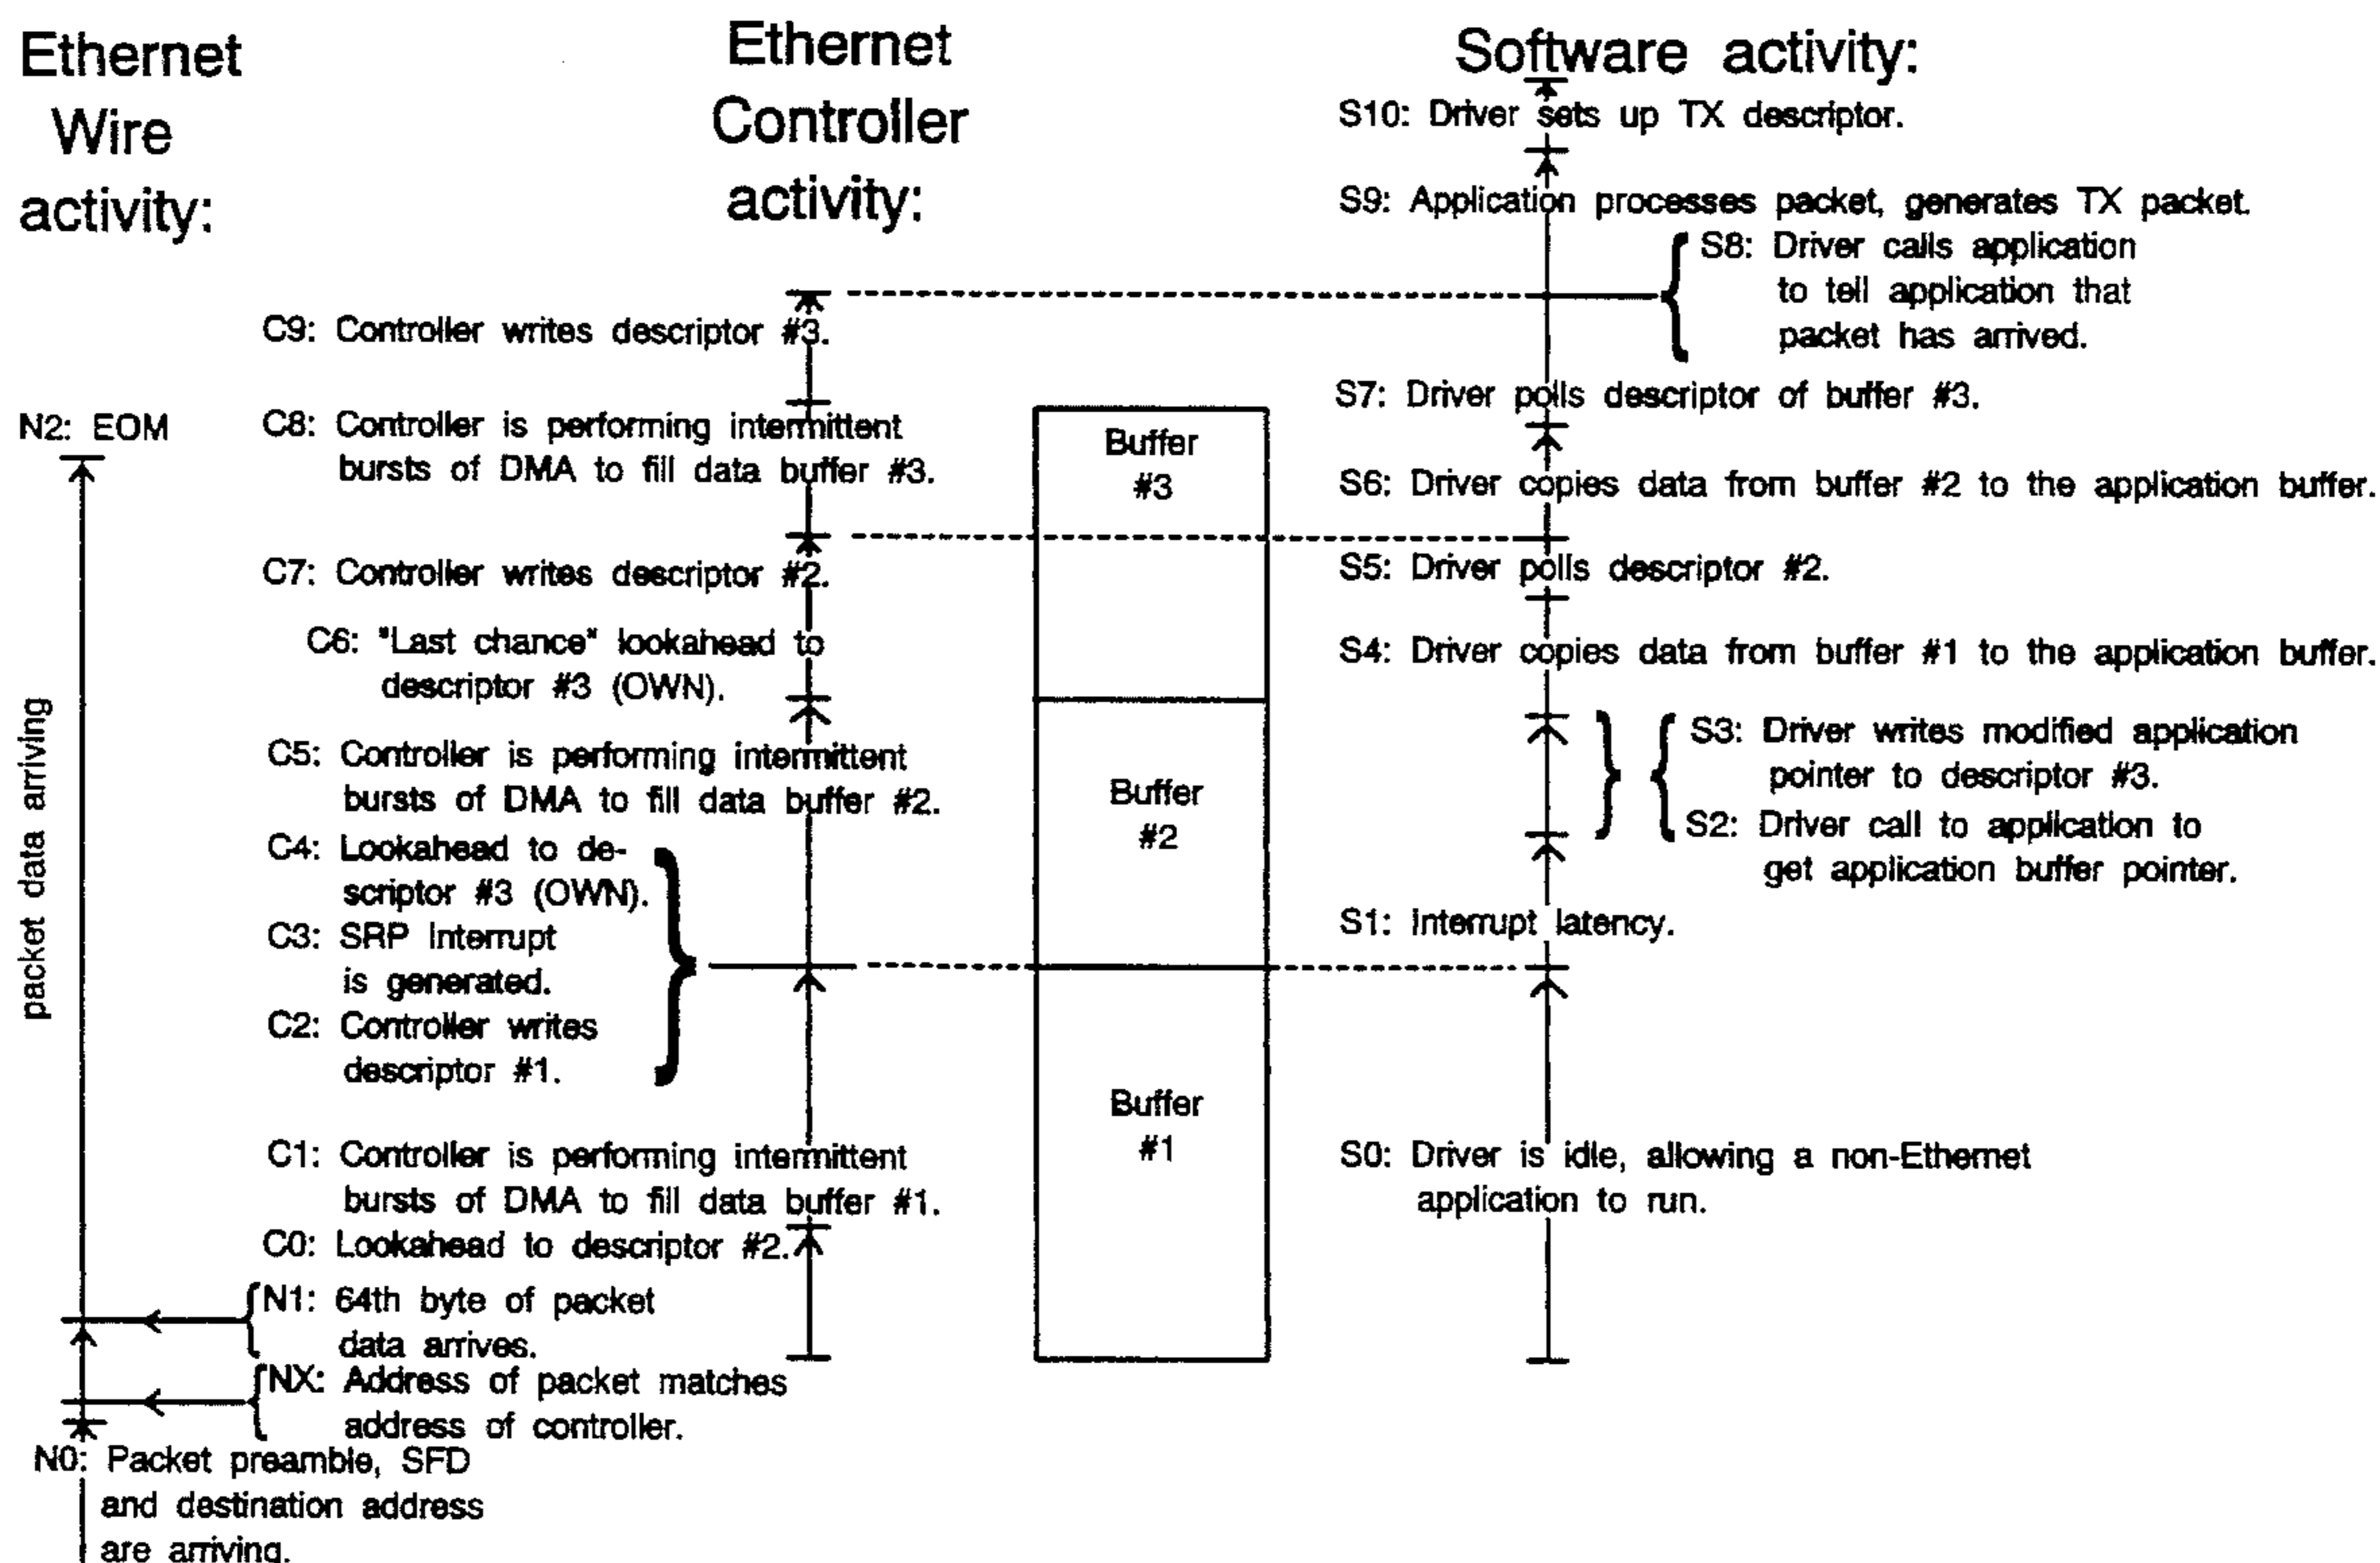 Ethernet
Wire
activity:
packet data arriving
N2: EOM
N1: 64th byte of packet
data arrives.
NX: Address of packet matches
address of controller.
N0: Packet preamble, SFD
and destination address
are arriving.
Ethernet
Controller
activity:
C9: Controller writes descriptor #3.
C8: Controller is performing intermittent
bursts of DMA to fill data buffer #3.
C7: Controller writes descriptor #2.
C6: "Last chance" lookahead to
descriptor #3 (OWN).
C5: Controller is performing intermittent
bursts of DMA to fill data buffer #2.
C4: Lookahead to de-
scriptor #3 (OWN).
C3: SRP Interrupt
is generated.
C2: Controller writes
descriptor #1.
C1: Controller is performing intermittent
bursts of DMA to fill data buffer #1.
C0: Lookahead to descriptor #2.
Buffer
#3
Buffer
#2
Buffer
#1
Software activity:
S10: Driver sets up TX descriptor.
S9: Application processes packet, generates TX packet.
S8: Driver calls application
to tell application that
packet has arrived.
S7: Driver polls descriptor of buffer #3.
S6: Driver copies data from buffer #2 to the application buffer.
S5: Driver polls descriptor #2.
S4: Driver copies data from buffer #1 to the application buffer.
S3: Driver writes modified application
pointer to descriptor #3.
S2: Driver call to application to
get application buffer pointer.
S1: Interrupt latency.
S0: Driver is idle, allowing a non-Ethernet
application to run.